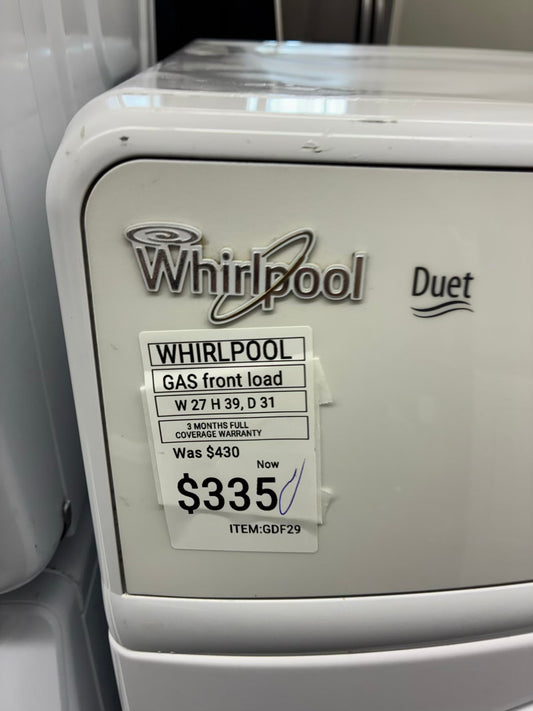 Whirlpool
Duet
WHIRLPOOL
GAS front load
W 27 H 39, D 31
3 MONTHS FULL
COVERAGE WARRANTY
Was $430
Now
$335
ITEM:GDF29